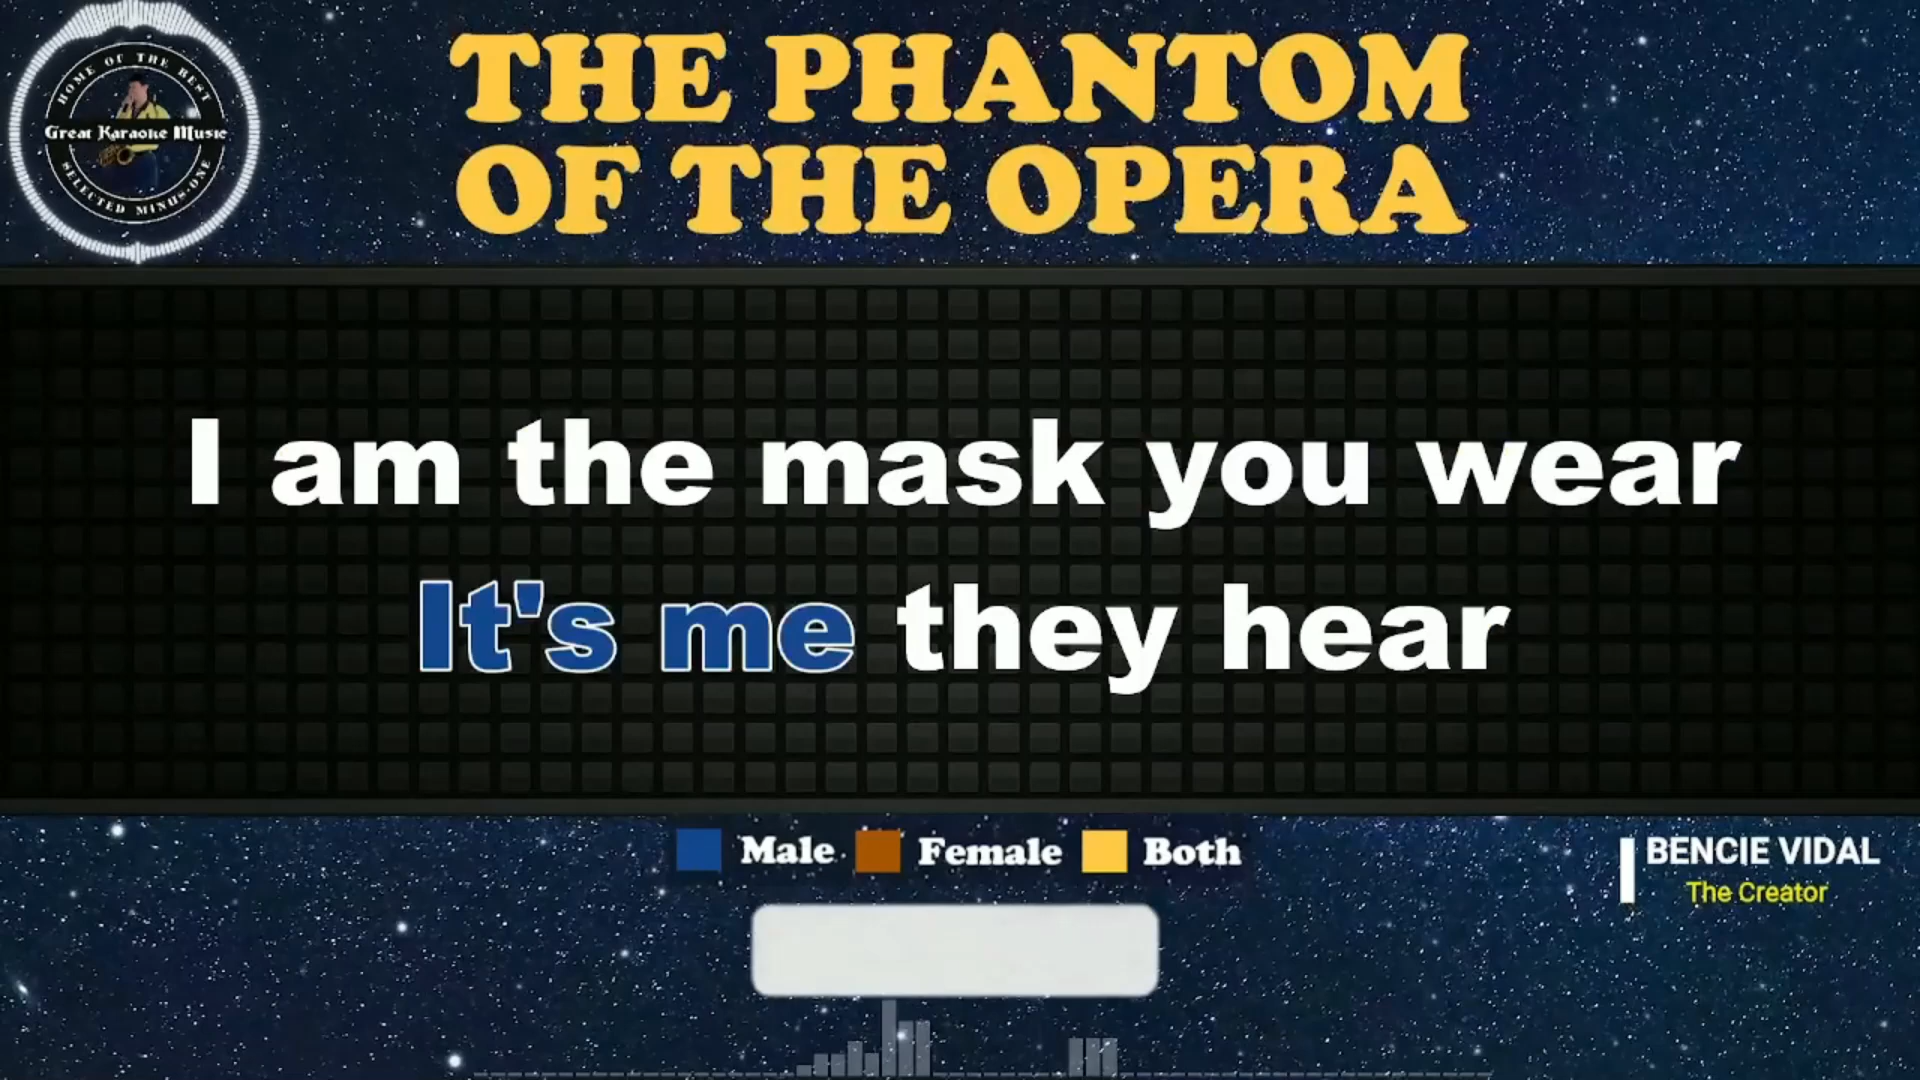 HOME OF THE BEST
Great Karaoke Music
SELECTED MINUS-ONE
THE PHANTOM
OF THE OPERA
I am the mask you wear
It's me they hear
Male
Female
Both
BENCIE VIDAL
The Creator